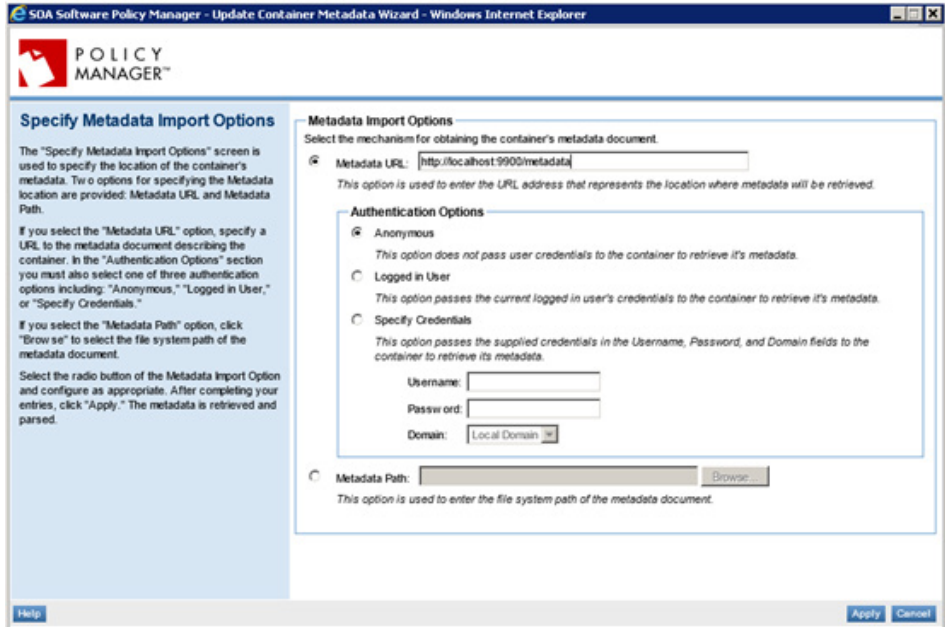 SOA Software Policy Manager - Update Container Metadata Wizard - Windows Internet Explorer
POLICY
MANAGER™
Specify Metadata Import Options
The "Specify Metadata Import Options" screen is
used to specify the location of the container's
metadata. Two options for specifying the Metadata
location are provided: Metadata URL and Metadata
Path.
If you select the "Metadata URL" option, specify a
URL to the metadata document describing the
container. In the "Authentication Options" section
you must also select one of three authentication
options including: "Anonymous," "Logged in User,"
or "Specify Credentials."
If you select the "Metadata Path" option, click
"Browse" to select the file system path of the
metadata document.
Select the radio button of the Metadata Import Option
and configure as appropriate. After completing your
entries, click "Apply." The metadata is retrieved and
parsed.
Metadata Import Options
Select the mechanism for obtaining the container's metadata document.
Metadata URL: http://localhost:9900/metadata
This option is used to enter the URL address that represents the location where metadata will be retrieved.
Authentication Options
Anonymous
This option does not pass user credentials to the container to retrieve it's metadata.
Logged in User
This option passes the current logged in user's credentials to the container to retrieve it's metadata.
Specify Credentials
This option passes the supplied credentials in the Username, Password, and Domain fields to the
container to retrieve its metadata.
Username:
Password:
Domain: Local Domain
Metadata Path: Browse...
This option is used to enter the file system path of the metadata document.
Help Apply Cancel